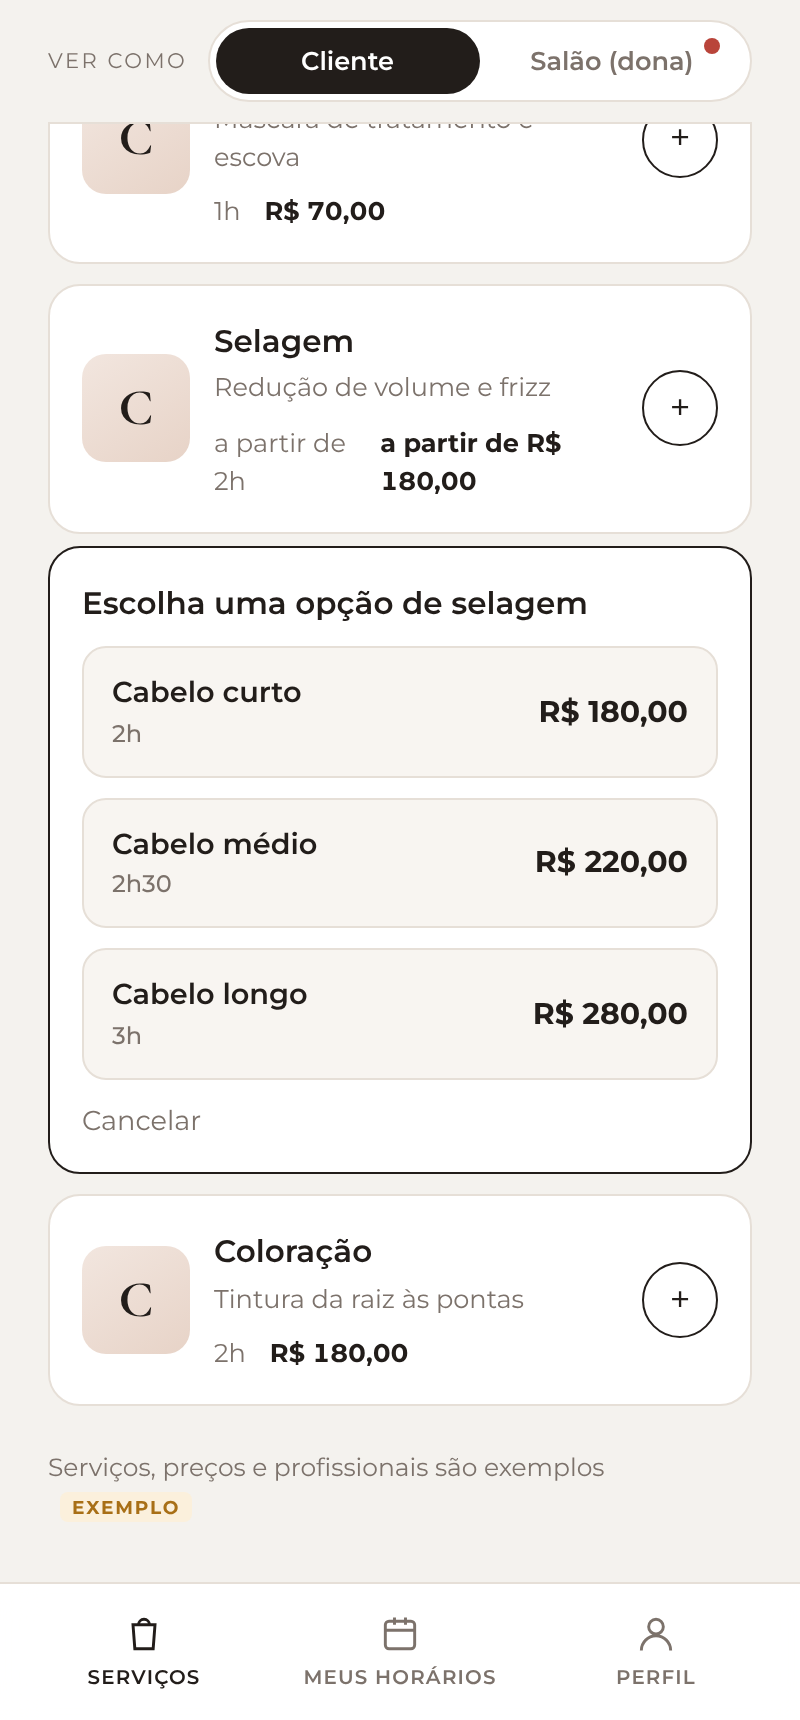 VER COMO
Cliente
Salão (dona)
C
Máscara de tratamento e
escova
+
1h R$ 70,00
Selagem
C
Redução de volume e frizz
+
a partir de 2h
a partir de R$ 180,00
Escolha uma opção de selagem
Cabelo curto
2h
R$ 180,00
Cabelo médio
2h30
R$ 220,00
Cabelo longo
3h
R$ 280,00
Cancelar
Coloração
C
Tintura da raiz às pontas
+
2h R$ 180,00
Serviços, preços e profissionais são exemplos
EXEMPLO
SERVIÇOS
MEUS HORÁRIOS
PERFIL